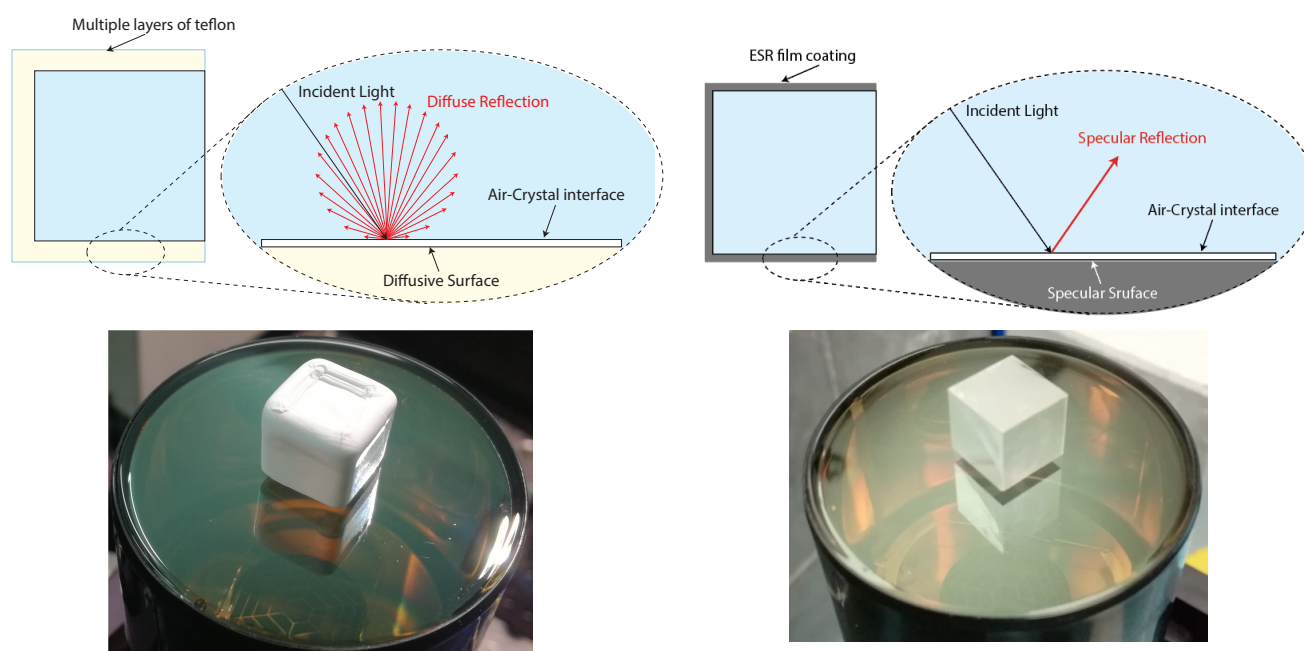 Multiple layers of teflon
Incident Light
Diffuse Reflection
Air-Crystal interface
Diffusive Surface
ESR film coating
Incident Light
Specular Reflection
Air-Crystal interface
Specular Sruface